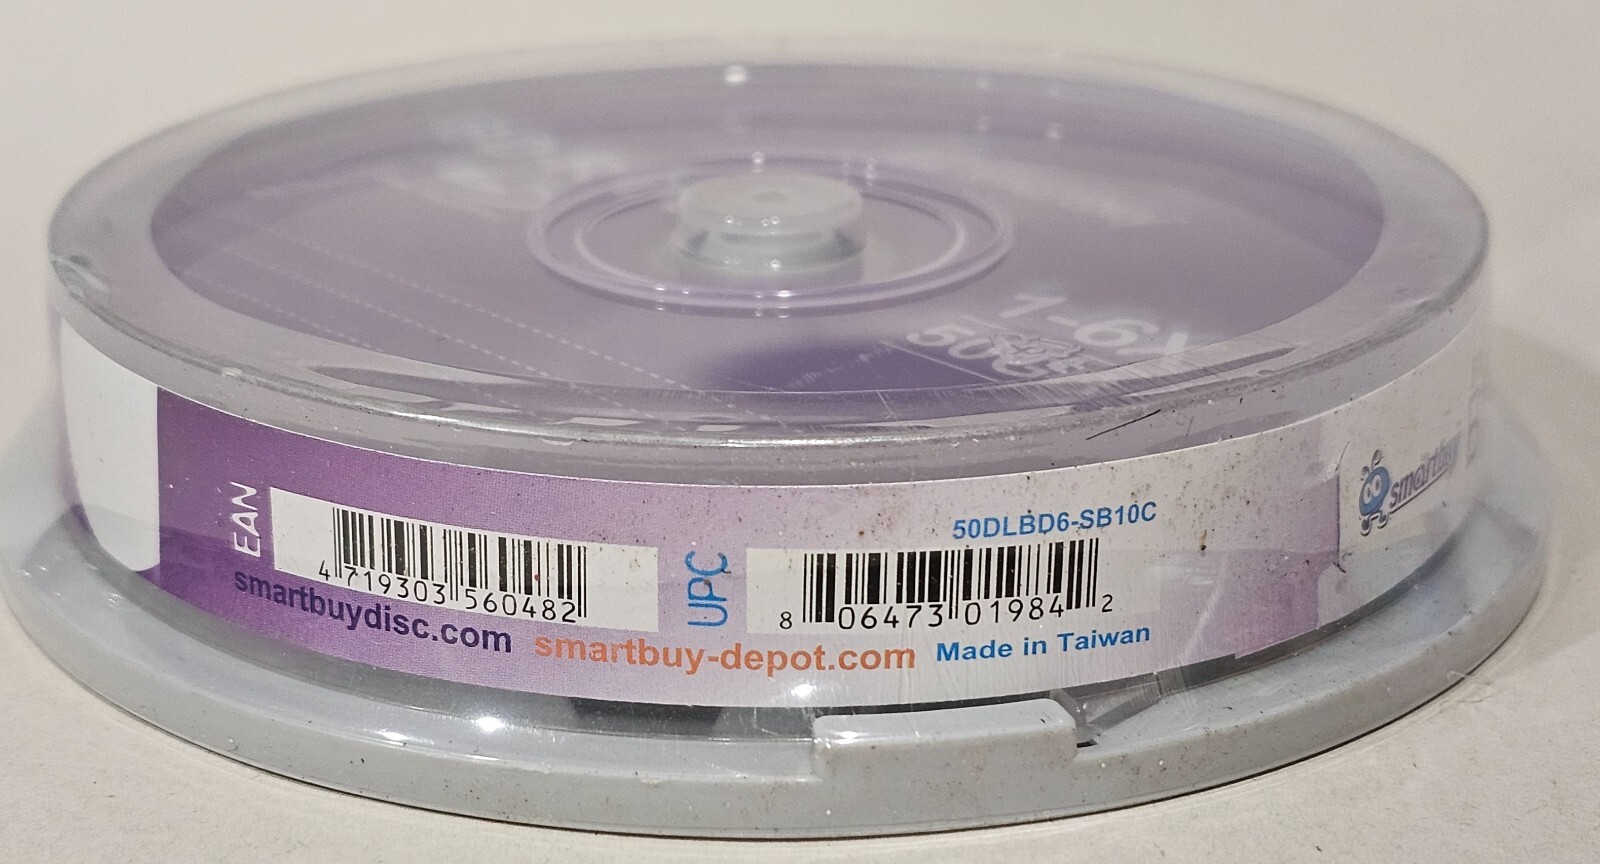 1-6X
50GB
EAN
4 719303 560482
smartbuydisc.com
smartbuy-depot.com
UPC
50DLBD6-SB10C
8 06473 01984 2
Made in Taiwan
smartbuy